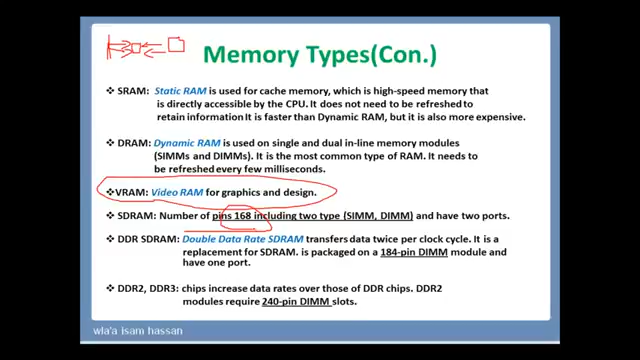 Memory Types(Con.)
❖ SRAM: Static RAM is used for cache memory, which is high-speed memory that
is directly accessible by the CPU. It does not need to be refreshed to
retain information It is faster than Dynamic RAM, but it is also more expensive.
❖ DRAM: Dynamic RAM is used on single and dual in-line memory modules
(SIMMs and DIMMs). It is the most common type of RAM. It needs to
be refreshed every few milliseconds.
❖ VRAM: Video RAM for graphics and design.
❖ SDRAM: Number of pins 168 including two type (SIMM, DIMM) and have two ports.
❖ DDR SDRAM: Double Data Rate SDRAM transfers data twice per clock cycle. It is a
replacement for SDRAM. is packaged on a 184-pin DIMM module and
have one port.
❖ DDR2, DDR3: chips increase data rates over those of DDR chips. DDR2
modules require 240-pin DIMM slots.
wla'a isam hassan